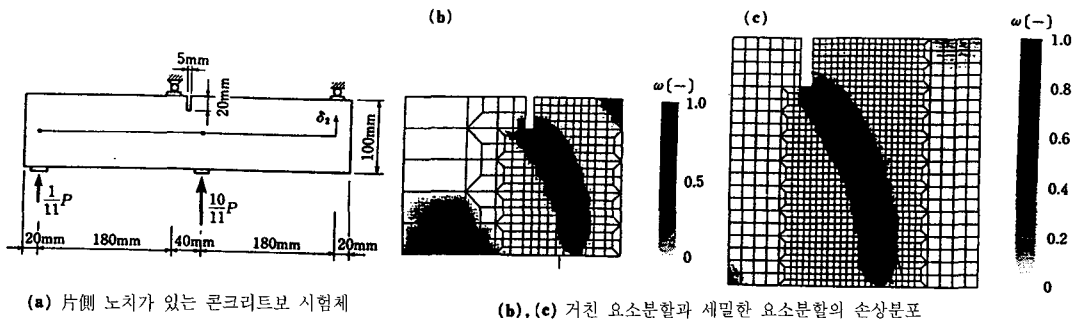 (b)
(c)
ω[−]
1.0
0.8
0.6
0.4
0.2
0
ω[−]
1.0
0.5
0
5mm
20mm
δ₂
100mm
1/11 P
10/11 P
20mm
180mm
40mm
180mm
20mm
(a) 片側 노치가 있는 콘크리트보 시험체
(b), (c) 거친 요소분할과 세밀한 요소분할의 손상분포